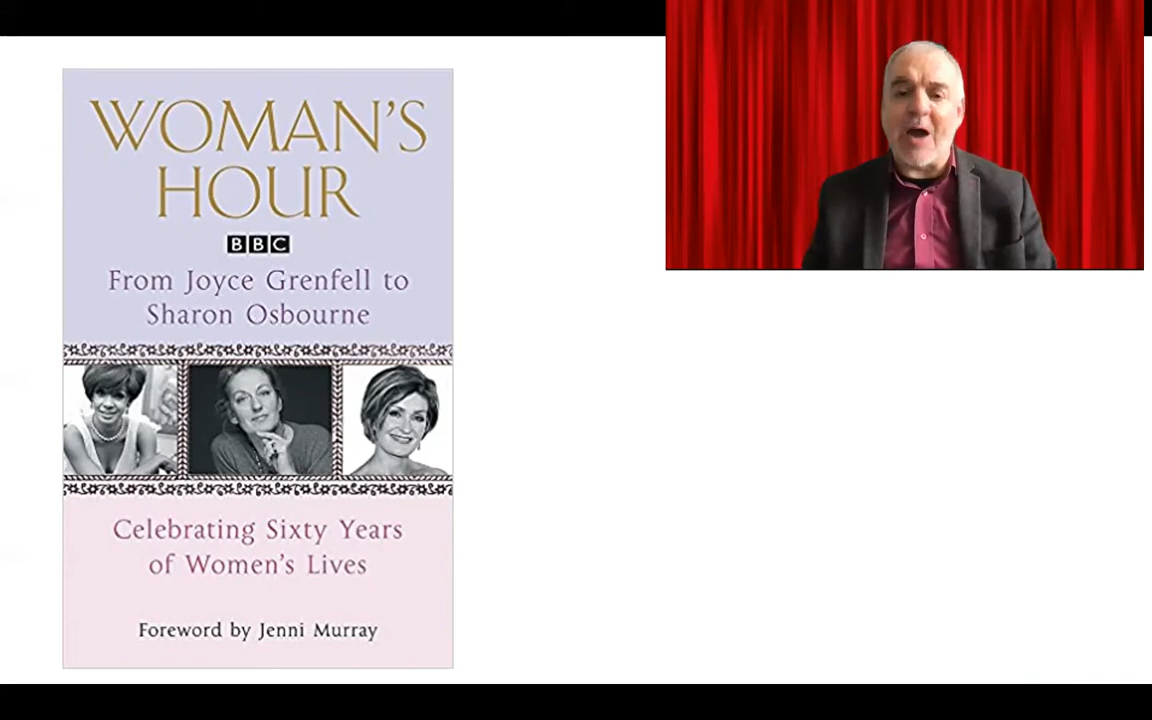 WOMAN'S
HOUR
BBC
From Joyce Grenfell to
Sharon Osbourne
Celebrating Sixty Years
of Women's Lives
Foreword by Jenni Murray